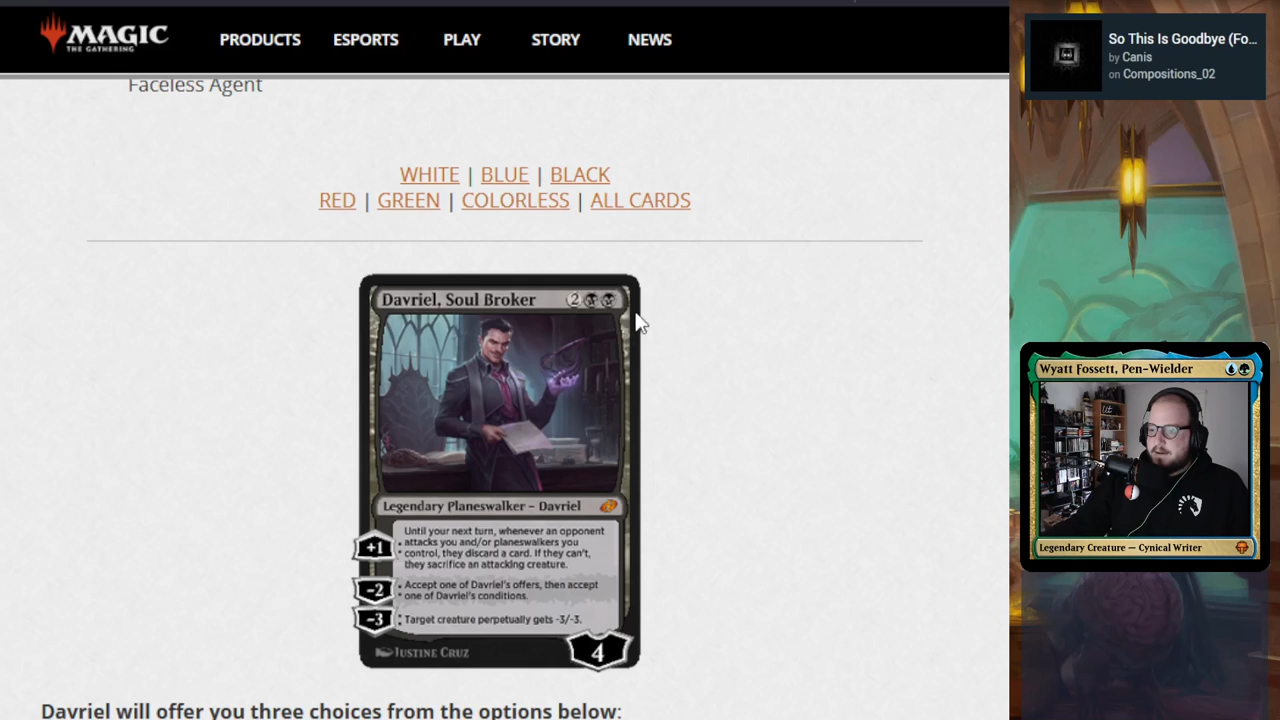 MAGIC
THE GATHERING
PRODUCTS ESPORTS PLAY STORY NEWS
Faceless Agent
WHITE | BLUE | BLACK
RED | GREEN | COLORLESS | ALL CARDS
Davriel, Soul Broker 2
Legendary Planeswalker – Davriel
+1
Until your next turn, whenever an opponent
attacks you and/or planeswalkers you
control, they discard a card. If they can't,
they sacrifice an attacking creature.
-2
Accept one of Davriel's offers, then accept
one of Davriel's conditions.
-3
Target creature perpetually gets -3/-3.
JUSTINE CRUZ
4
Davriel will offer you three choices from the options below:
So This Is Goodbye (Fo...
by Canis
on Compositions_02
Wyatt Fossett, Pen-Wielder
Legendary Creature — Cynical Writer